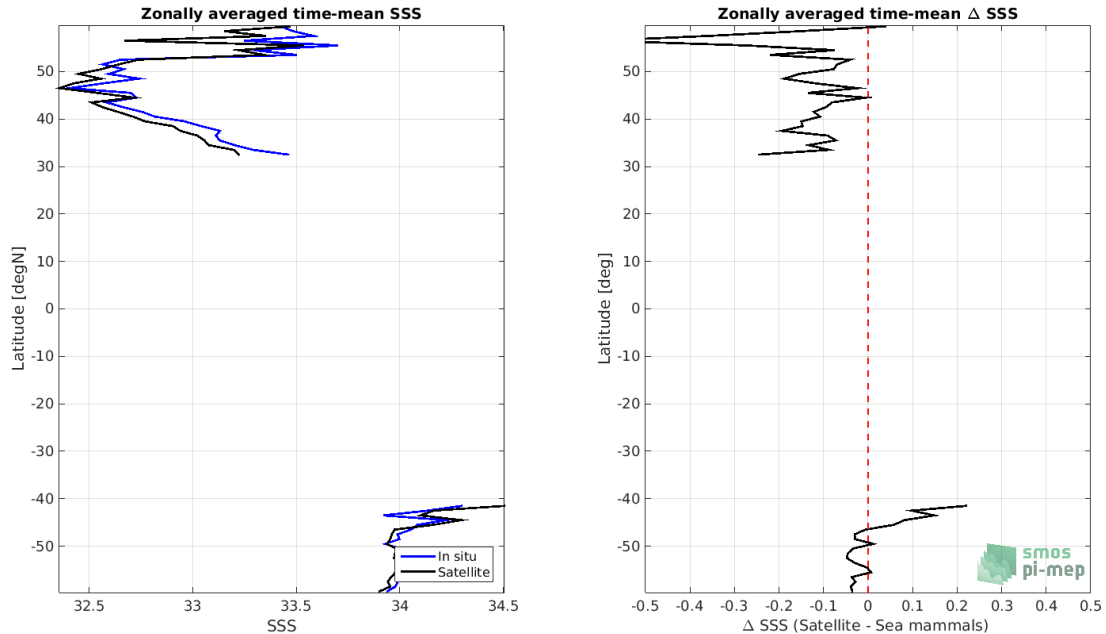 Zonally averaged time-mean SSS
50
40
30
20
10
0
-10
-20
-30
-40
-50
Latitude [degN]
In situ
Satellite
32.5 33 33.5 34 34.5
SSS
Zonally averaged time-mean Δ SSS
50
40
30
20
10
0
-10
-20
-30
-40
-50
Latitude [deg]
smos
pi-mep
-0.5 -0.4 -0.3 -0.2 -0.1 0 0.1 0.2 0.3 0.4 0.5
Δ SSS (Satellite - Sea mammals)